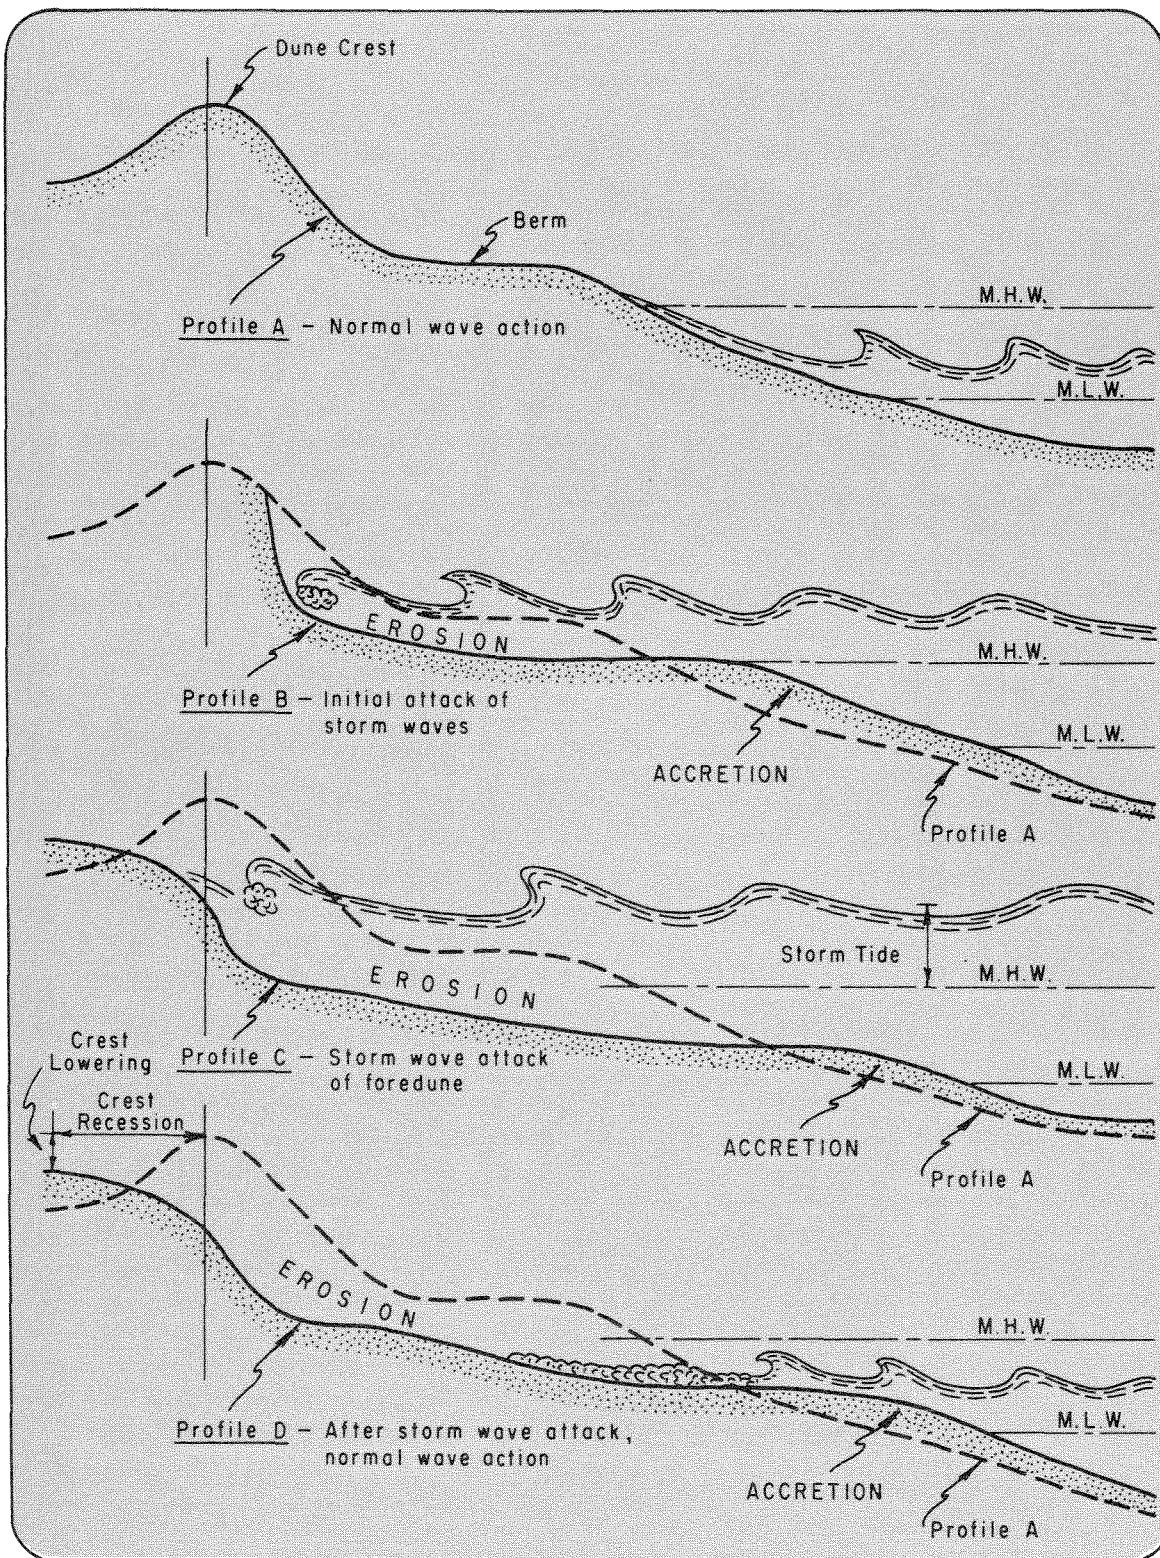 Dune Crest
Berm
M.H.W.
Profile A – Normal wave action
M.L.W.
EROSION
M.H.W.
Profile B – Initial attack of
storm waves
M.L.W.
ACCRETION
Profile A
Storm Tide
EROSION
M.H.W.
Crest
Lowering
Profile C – Storm wave attack
of foredune
M.L.W.
Crest
Recession
ACCRETION
Profile A
EROSION
M.H.W.
Profile D – After storm wave attack,
normal wave action
M.L.W.
ACCRETION
Profile A